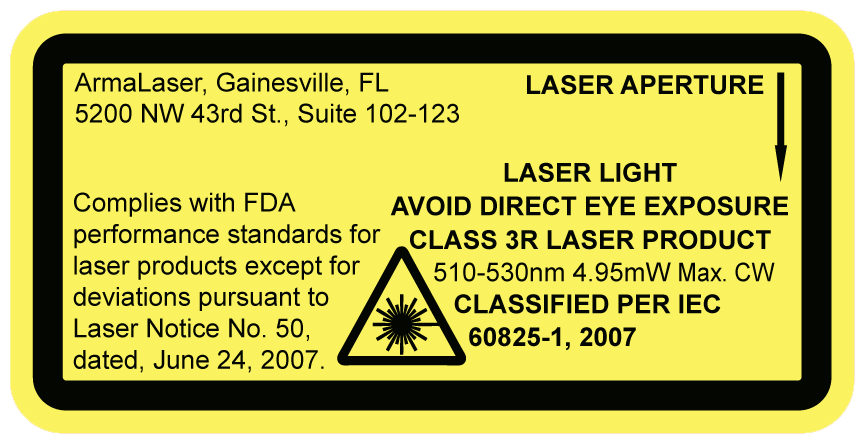 ArmaLaser, Gainesville, FL
5200 NW 43rd St., Suite 102-123
LASER APERTURE
Complies with FDA
performance standards for
laser products except for
deviations pursuant to
Laser Notice No. 50,
dated, June 24, 2007.
LASER LIGHT
AVOID DIRECT EYE EXPOSURE
CLASS 3R LASER PRODUCT
510-530nm 4.95mW Max. CW
CLASSIFIED PER IEC
60825-1, 2007